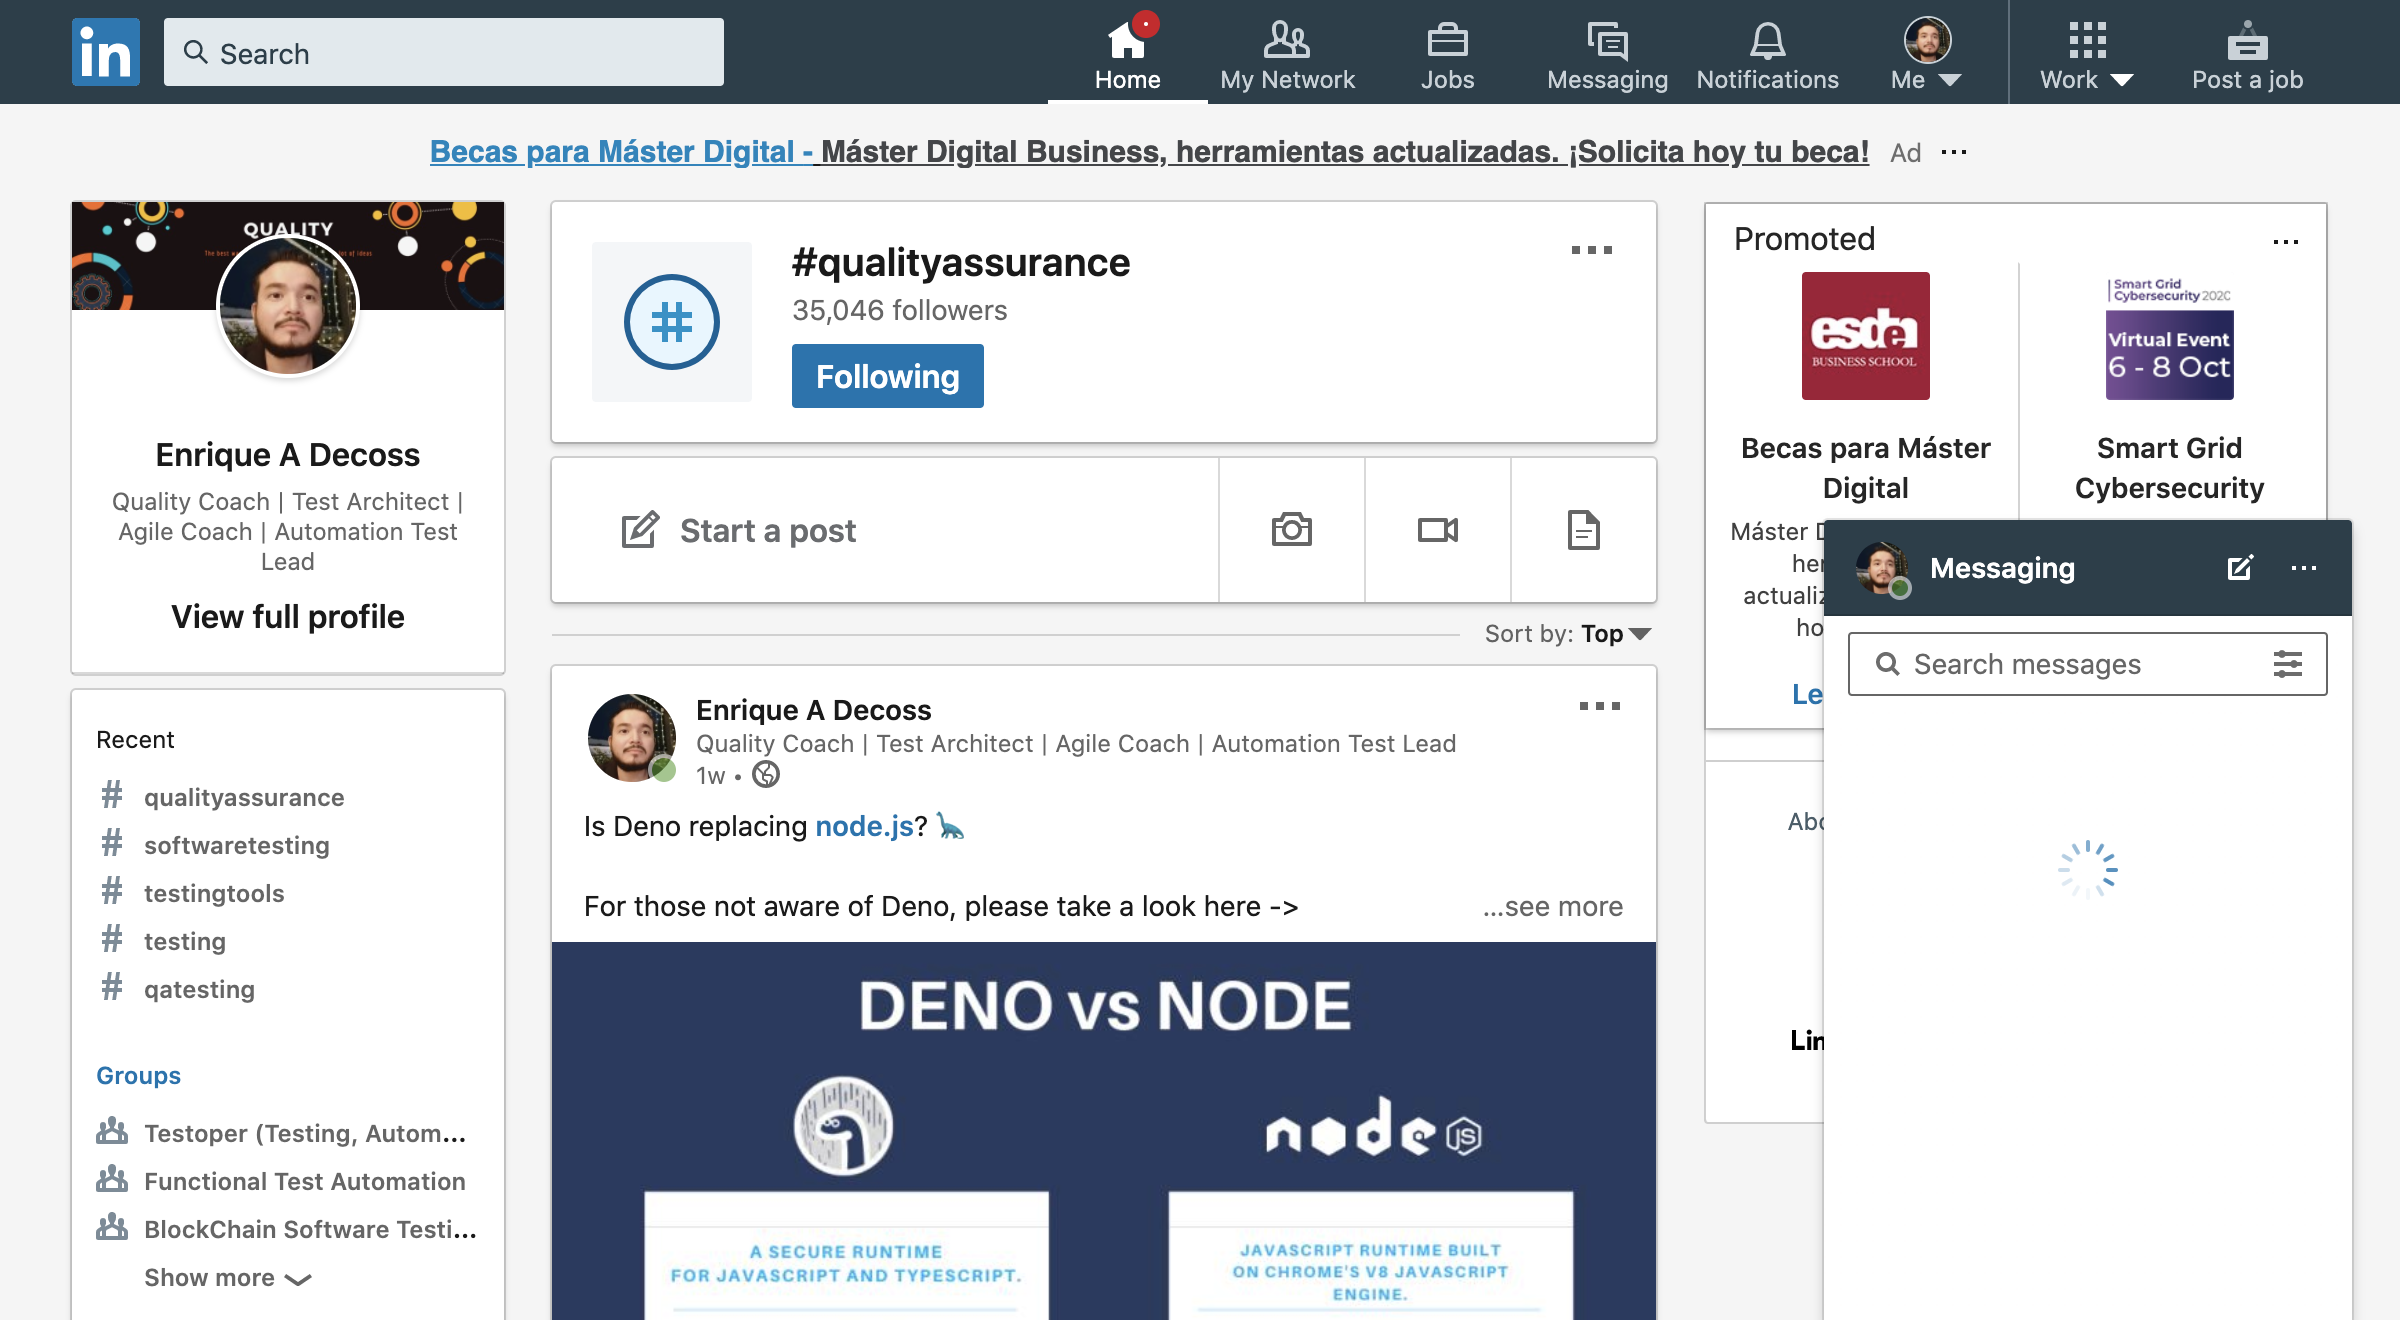 in
Search
Home
My Network
Jobs
Messaging
Notifications
Me
Work
Post a job
Becas para Máster Digital - Máster Digital Business, herramientas actualizadas. ¡Solicita hoy tu beca! Ad ...
QUALITY
Enrique A Decoss
Quality Coach | Test Architect |
Agile Coach | Automation Test
Lead
View full profile
Recent
# qualityassurance
# softwaretesting
# testingtools
# testing
# qatesting
Groups
Testoper (Testing, Autom...
Functional Test Automation
BlockChain Software Testi...
Show more
#
#qualityassurance
35,046 followers
Following
Start a post
Sort by: Top
Enrique A Decoss
Quality Coach | Test Architect | Agile Coach | Automation Test Lead
1w •
Is Deno replacing node.js? 🦕
For those not aware of Deno, please take a look here ->
...see more
DENO vs NODE
node JS
A SECURE RUNTIME
FOR JAVASCRIPT AND TYPESCRIPT.
JAVASCRIPT RUNTIME BUILT
ON CHROME'S V8 JAVASCRIPT
ENGINE.
Promoted
esden
BUSINESS SCHOOL
Becas para Máster
Digital
Máster D
her
actualiz
ho
Le
Smart Grid
Cybersecurity 2020
Virtual Event
6 - 8 Oct
Smart Grid
Cybersecurity
Abo
Lin
Messaging
Search messages